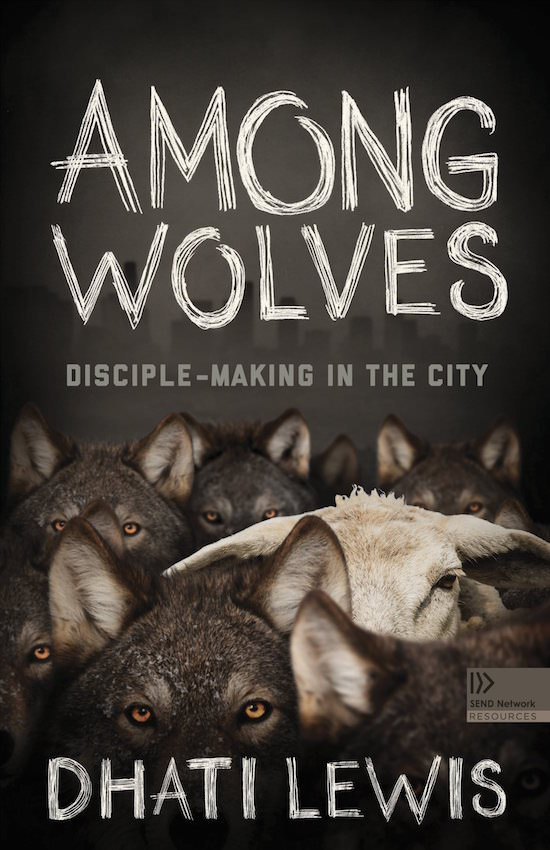 AMONG
WOLVES
DISCIPLE-MAKING IN THE CITY
SEND Network
RESOURCES
DHATI LEWIS